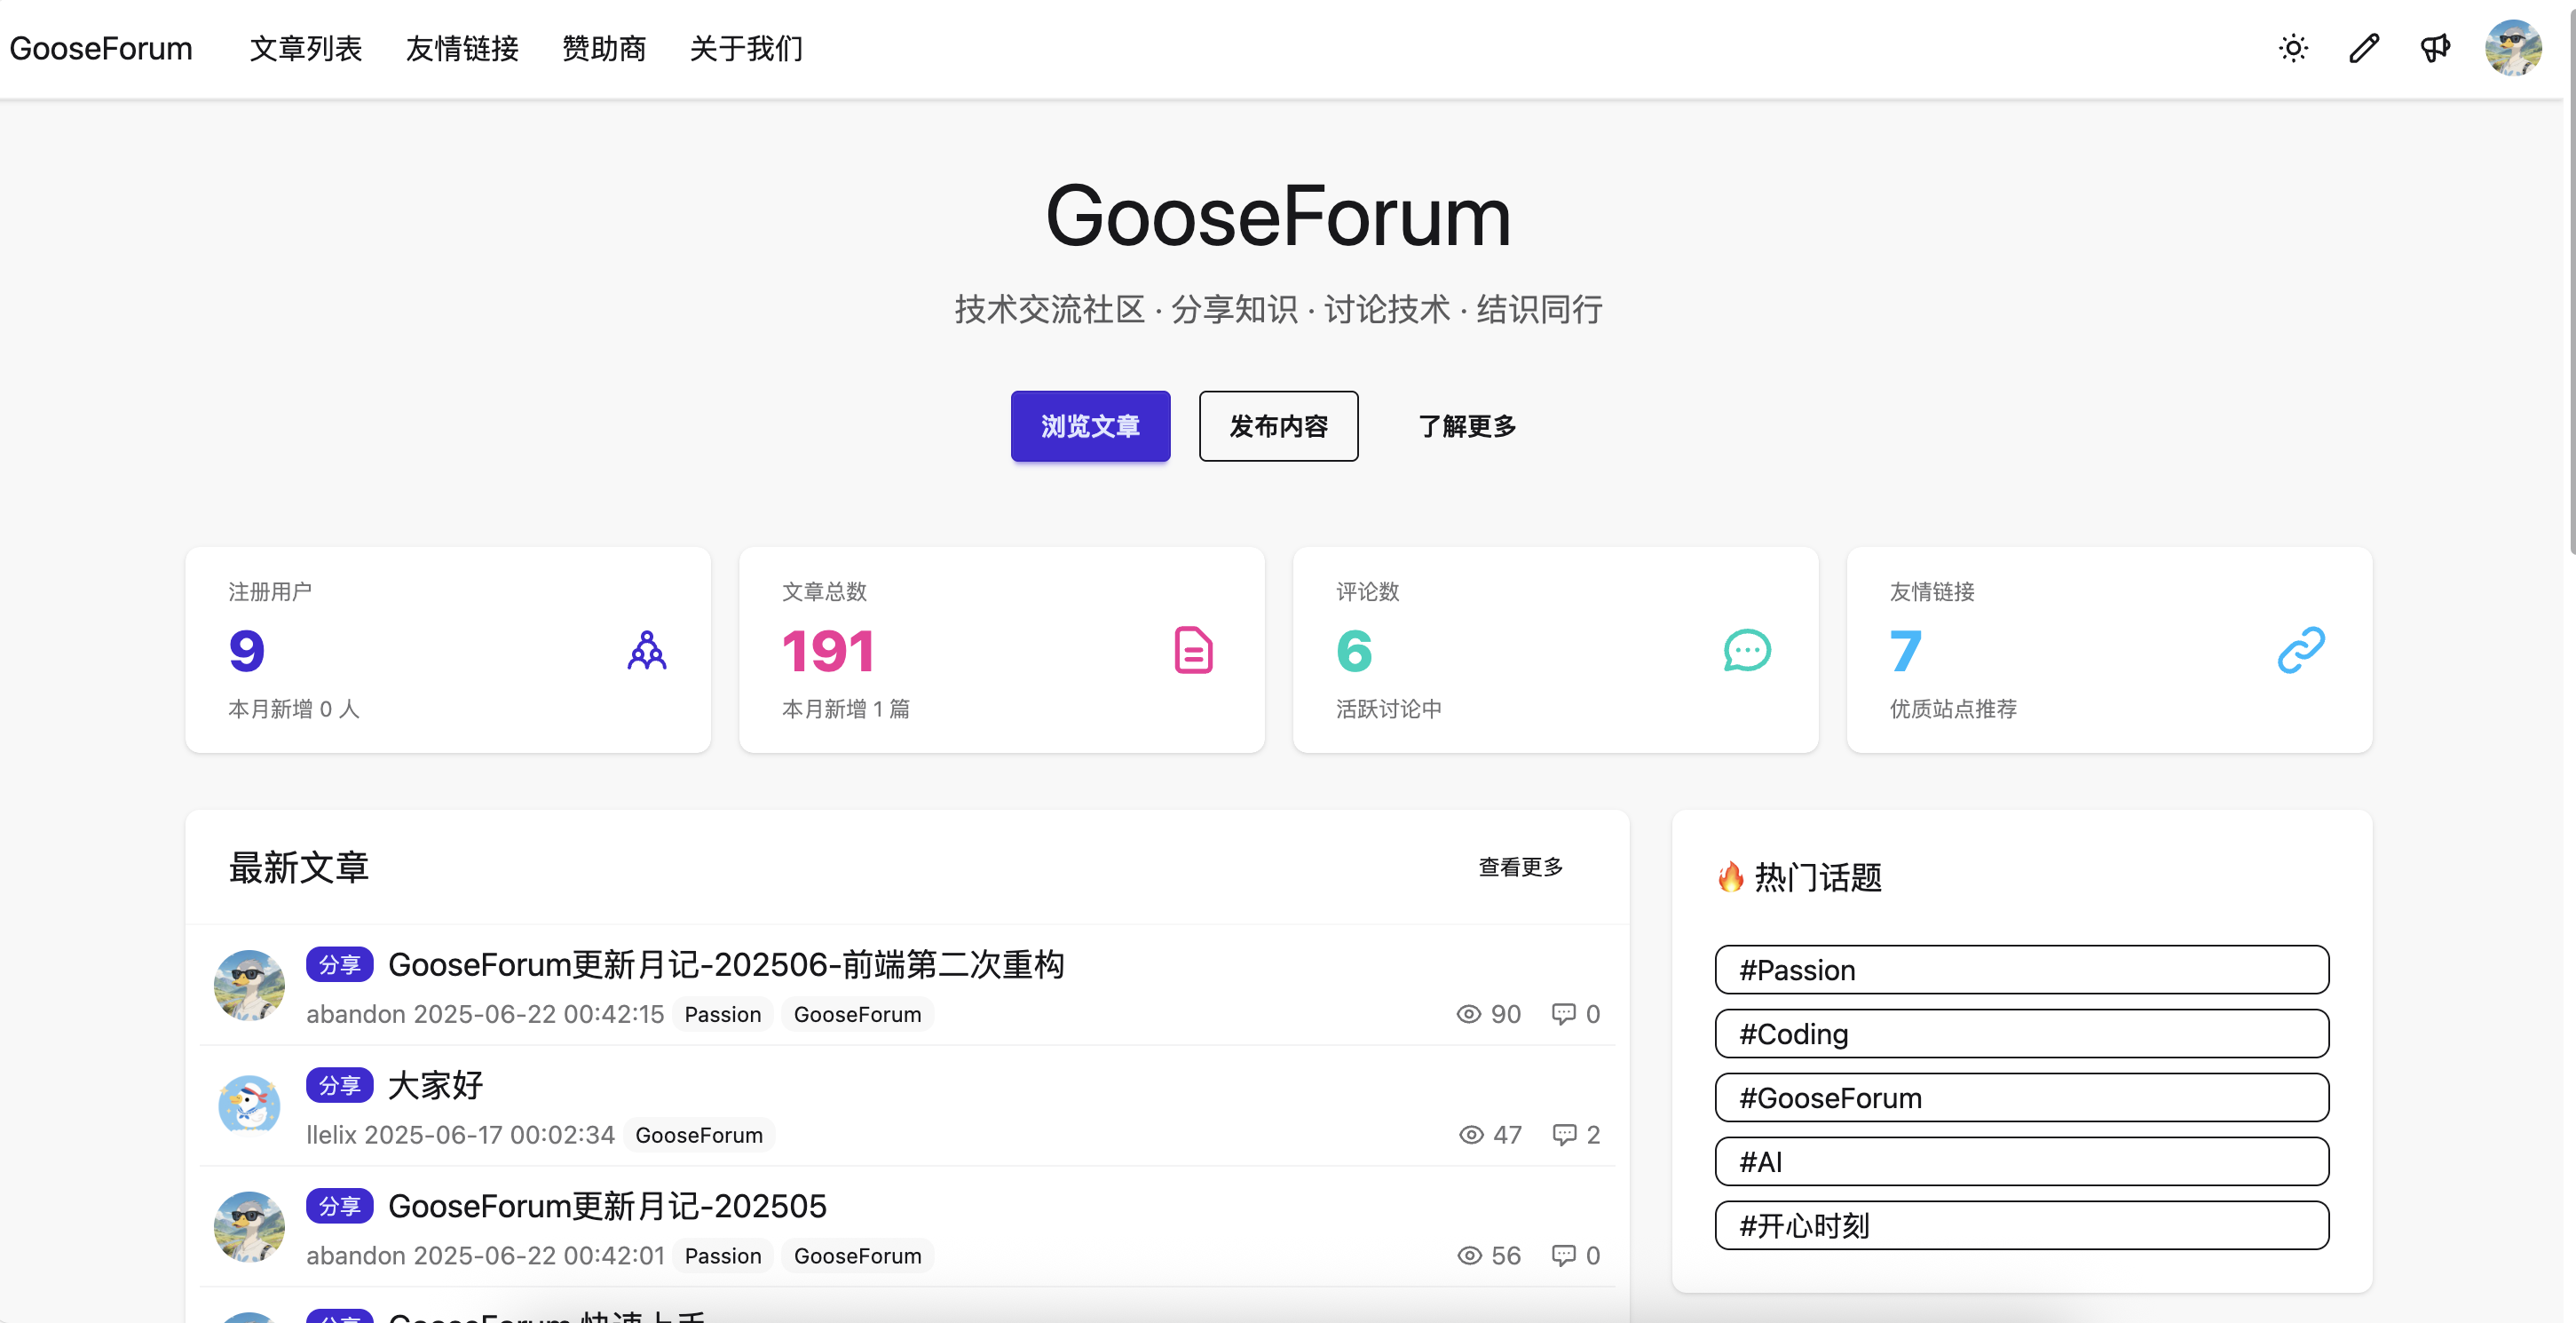 GooseForum 文章列表 友情链接 赞助商 关于我们
GooseForum
技术交流社区 · 分享知识 · 讨论技术 · 结识同行
浏览文章 发布内容 了解更多
注册用户
9
本月新增 0 人
文章总数
191
本月新增 1 篇
评论数
6
活跃讨论中
友情链接
7
优质站点推荐
最新文章 查看更多
分享 GooseForum更新月记-202506-前端第二次重构
abandon 2025-06-22 00:42:15 Passion GooseForum 90 0
分享 大家好
llelix 2025-06-17 00:02:34 GooseForum 47 2
分享 GooseForum更新月记-202505
abandon 2025-06-22 00:42:01 Passion GooseForum 56 0
分享 GooseForum 快速上手
🔥 热门话题
#Passion
#Coding
#GooseForum
#AI
#开心时刻